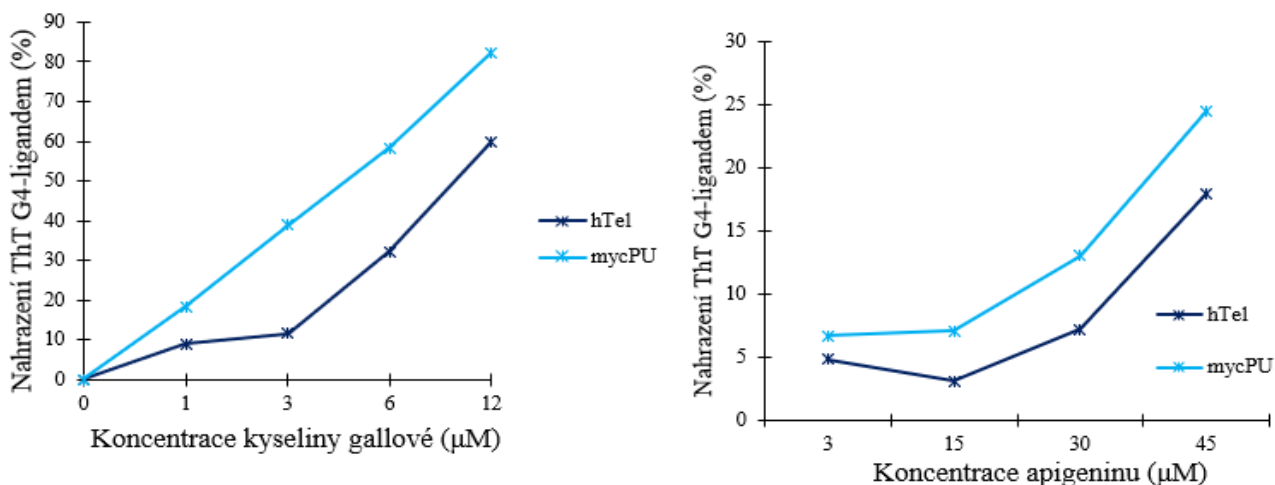 Nahrazení ThT G4-ligandem (%)
90
80
70
60
50
40
30
20
10
0
0 1 3 6 12
Koncentrace kyseliny gallové (μM)
hTel
mycPU
Nahrazení ThT G4-ligandem (%)
30
25
20
15
10
5
0
3 15 30 45
Koncentrace apigeninu (μM)
hTel
mycPU